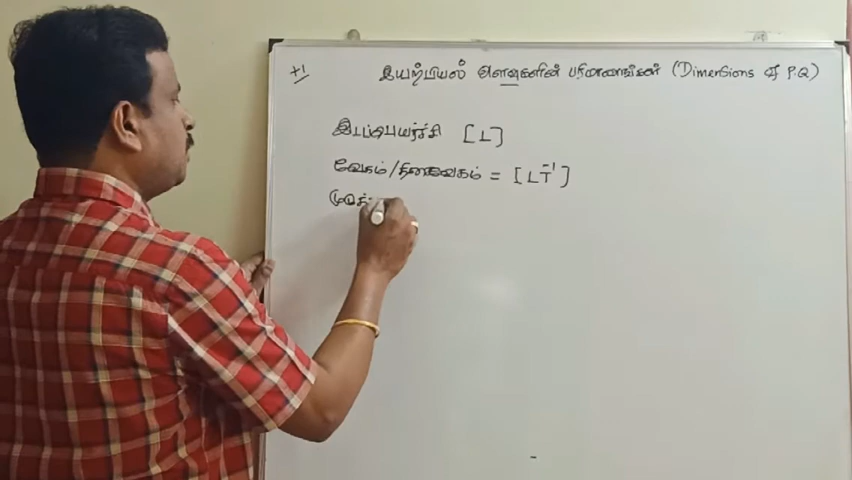 +1
இயற்பியல் அளவுகளின் பரிமாணங்கள் (Dimensions of P.Q)
இடப்பெயர்ச்சி [L]
வேகம்/திசைவேகம் = [LT⁻¹]
முடுக்